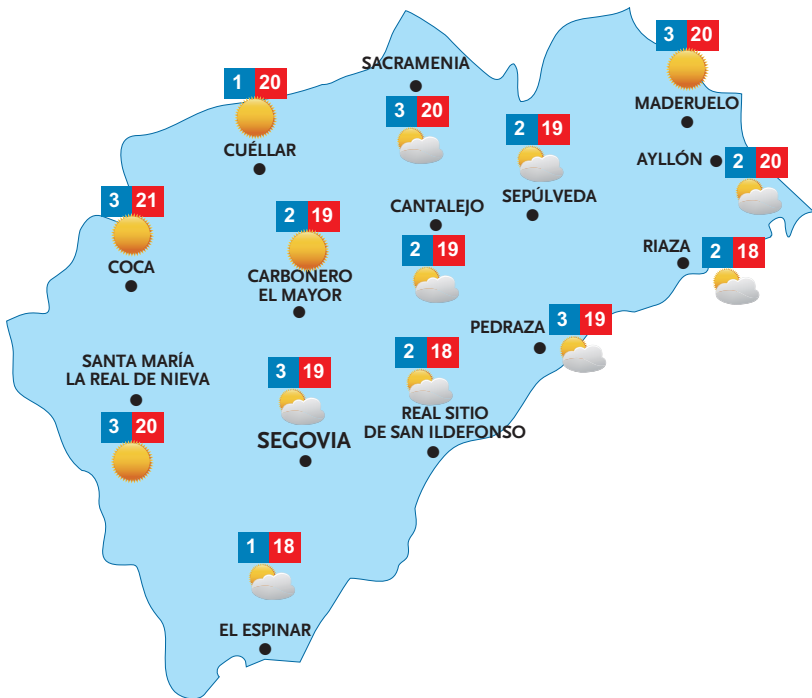 3 20
MADERUELO
SACRAMENIA
3 20
1 20
CUÉLLAR
2 19
SEPÚLVEDA
AYLLÓN
2 20
3 21
COCA
2 19
CARBONERO
EL MAYOR
CANTALEJO
2 19
RIAZA
2 18
PEDRAZA
3 19
SANTA MARÍA
LA REAL DE NIEVA
3 20
3 19
SEGOVIA
2 18
REAL SITIO
DE SAN ILDEFONSO
1 18
EL ESPINAR